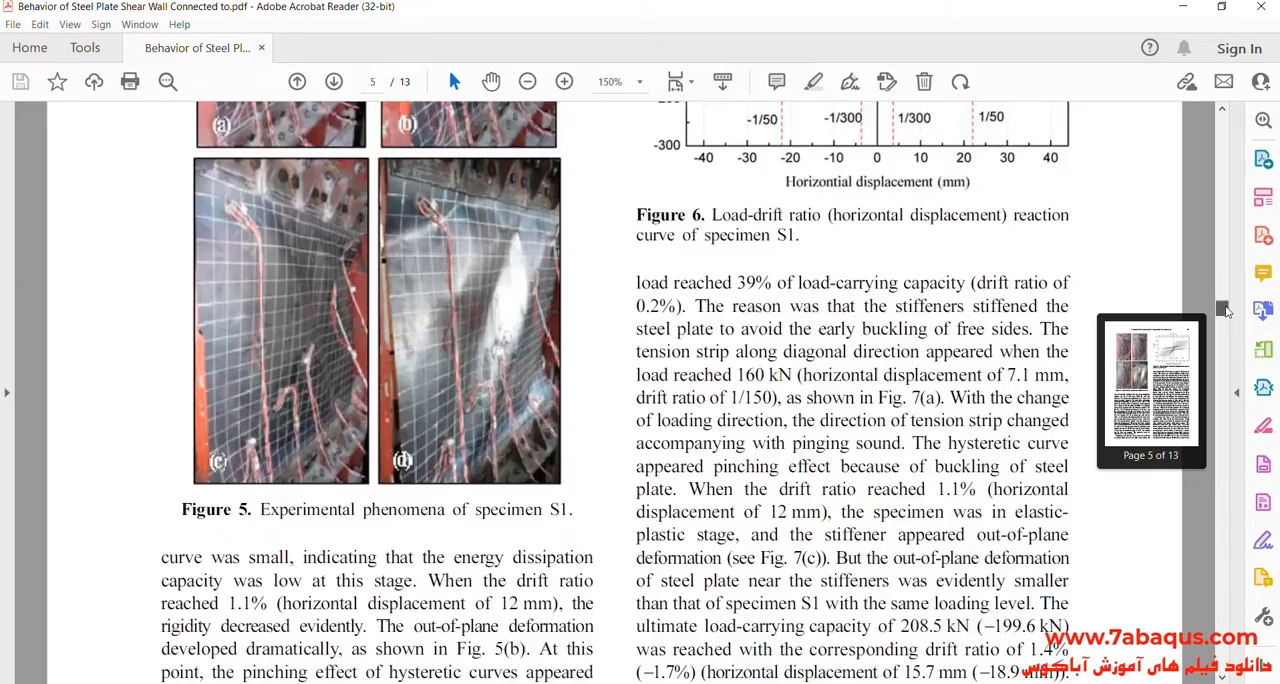 Behavior of Steel Plate Shear Wall Connected to.pdf - Adobe Acrobat Reader (32-bit)
File Edit View Sign Window Help
Home Tools Behavior of Steel Pl... × Sign In
5 / 13 150%
(a) (b)
(c) (d)
Figure 5. Experimental phenomena of specimen S1.
curve was small, indicating that the energy dissipation
capacity was low at this stage. When the drift ratio
reached 1.1% (horizontal displacement of 12 mm), the
rigidity decreased evidently. The out-of-plane deformation
developed dramatically, as shown in Fig. 5(b). At this
point, the pinching effect of hysteretic curves appeared
-1/50 -1/300 1/300 1/50
-300
-40 -30 -20 -10 0 10 20 30 40
Horizontial displacement (mm)
Figure 6. Load-drift ratio (horizontal displacement) reaction
curve of specimen S1.
load reached 39% of load-carrying capacity (drift ratio of
0.2%). The reason was that the stiffeners stiffened the
steel plate to avoid the early buckling of free sides. The
tension strip along diagonal direction appeared when the
load reached 160 kN (horizontal displacement of 7.1 mm,
drift ratio of 1/150), as shown in Fig. 7(a). With the change
of loading direction, the direction of tension strip changed
accompanying with pinging sound. The hysteretic curve
appeared pinching effect because of buckling of steel
plate. When the drift ratio reached 1.1% (horizontal
displacement of 12 mm), the specimen was in elastic-
plastic stage, and the stiffener appeared out-of-plane
deformation (see Fig. 7(c)). But the out-of-plane deformation
of steel plate near the stiffeners was evidently smaller
than that of specimen S1 with the same loading level. The
ultimate load-carrying capacity of 208.5 kN (−199.6 kN)
was reached with the corresponding drift ratio of 1.4%
(−1.7%) (horizontal displacement of 15.7 mm (−18.9 mm)).
Page 5 of 13
www.7abaqus.com
دانلود فیلم های آموزش آباکوس